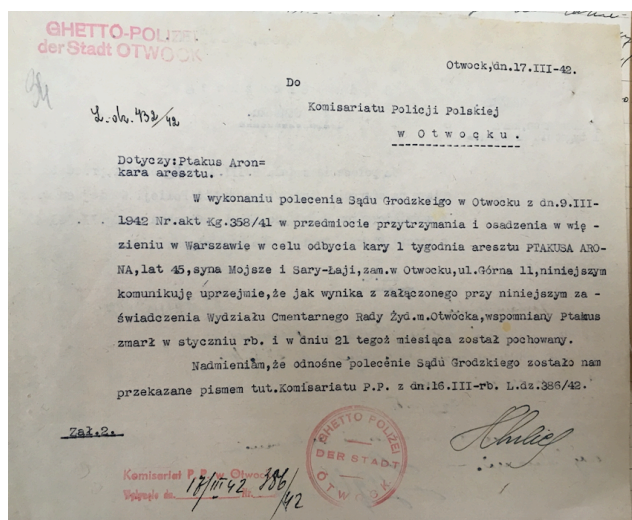 GHETTO-POLIZEI
der Stadt OTWOCK
Otwock,dn.17.III-42.
Do
L. dz. 432/42
Komisariatu Policji Polskiej
w Otwocku.
Dotyczy:Ptakus Aron=
kara aresztu.
W wykonaniu polecenia Sądu Grodzkeigo w Otwocku z dn.9.III-
1942 Nr.akt Kg.358/41 w przedmiocie przytrzymania i osadzenia w wię -
zieniu w Warszawie w celu odbycia kary 1 tygodnia aresztu PTAKUSA ARO-
NA,lat 45,syna Mojsze i Sary-Łaji,zam.w Otwocku,ul.Górna 11,niniejszym
komunikuję uprzejmie,że jak wynika z załączonego przy niniejszym za -
świadczenia Wydziału Cmentarnego Rady Żyd.m.Otwocka,wspomniany Ptakus
zmarł w styczniu rb. i w dniu 21 tegoż miesiąca został pochowany.
Nadmieniam,że odnośne polecenie Sądu Grodzkiego zostało nam
przekazane pismem tut.Komisariatu P.P. z dn.16.III-rb. L.dz.386/42.
Zał.2.
GHETTO POLIZEI
DER STADT
OTWOCK
Komisariat P. P. w Otwocku
Wpłynęło dn. 17/III 42 Nr. 386/42